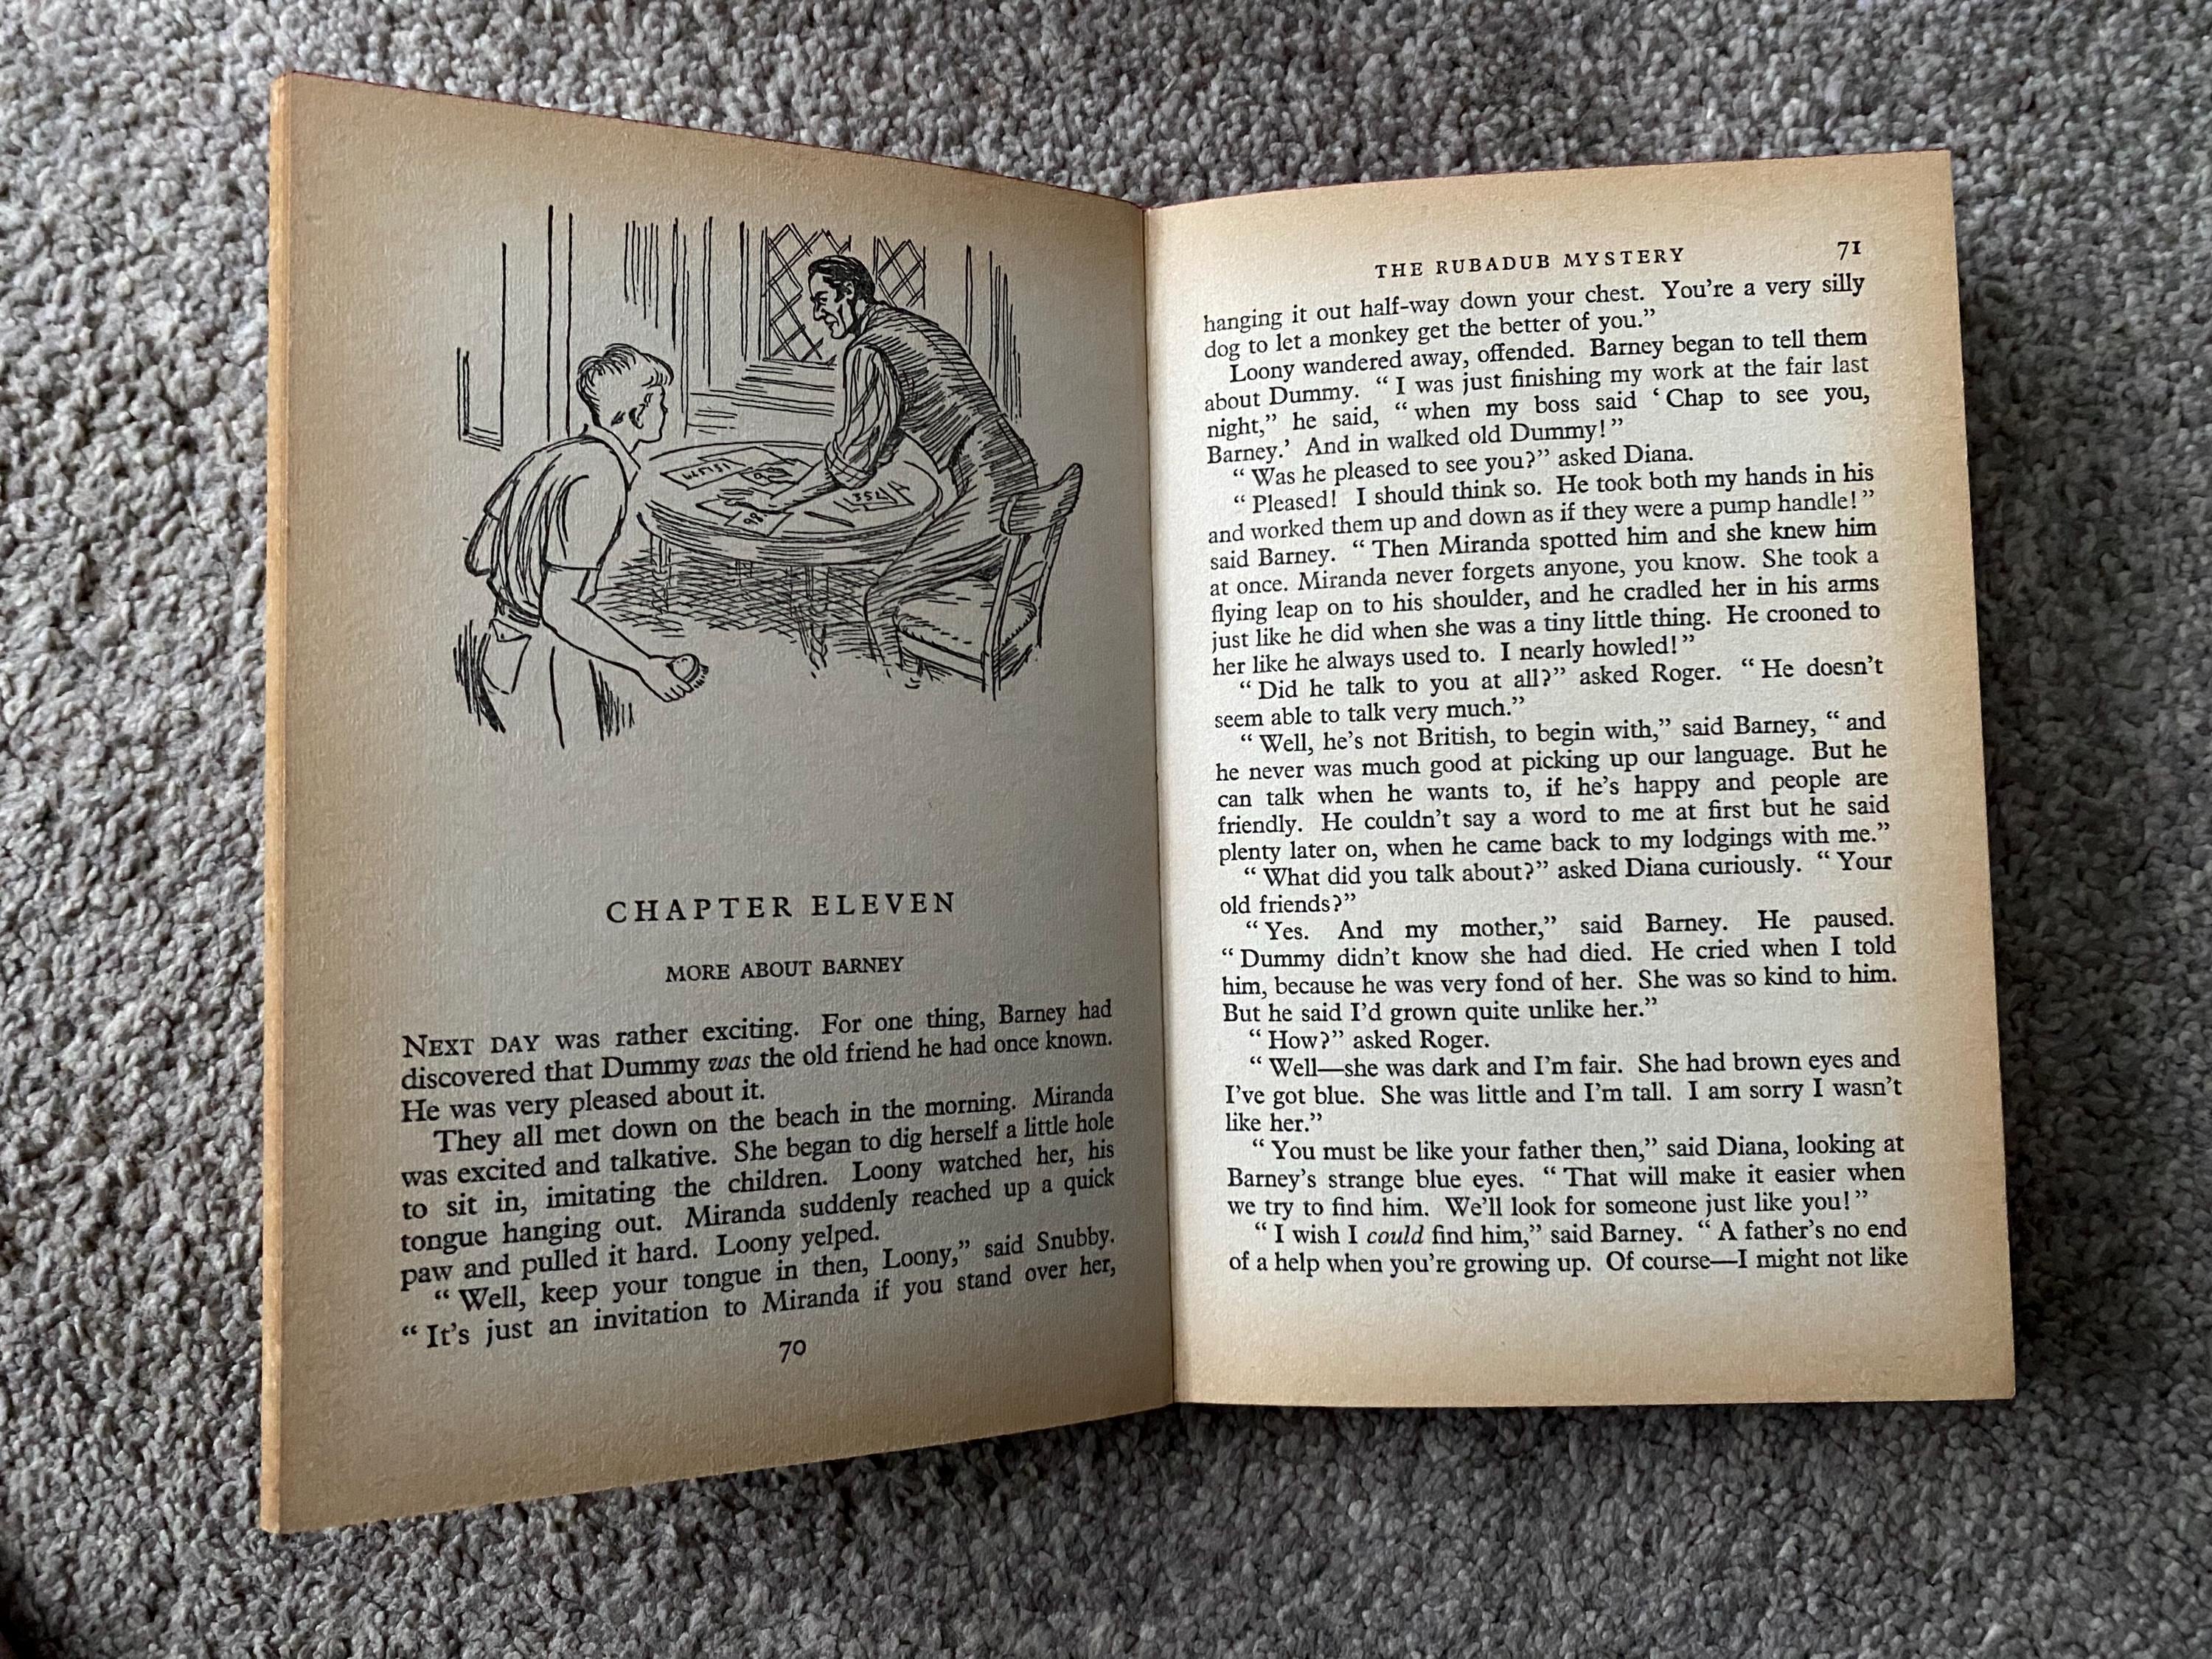 CHAPTER ELEVEN
MORE ABOUT BARNEY
NEXT DAY was rather exciting. For one thing, Barney had
discovered that Dummy was the old friend he had once known.
He was very pleased about it.
They all met down on the beach in the morning. Miranda
was excited and talkative. She began to dig herself a little hole
to sit in, imitating the children. Loony watched her, his
tongue hanging out. Miranda suddenly reached up a quick
paw and pulled it hard. Loony yelped.
“ Well, keep your tongue in then, Loony,” said Snubby.
“ It's just an invitation to Miranda if you stand over her,
70
THE RUBADUB MYSTERY 71
hanging it out half-way down your chest. You're a very silly
dog to let a monkey get the better of you.”
Loony wandered away, offended. Barney began to tell them
about Dummy. “ I was just finishing my work at the fair last
night,” he said, “ when my boss said ‘ Chap to see you,
Barney.’ And in walked old Dummy! ”
“ Was he pleased to see you?” asked Diana.
“ Pleased! I should think so. He took both my hands in his
and worked them up and down as if they were a pump handle! ”
said Barney. “ Then Miranda spotted him and she knew him
at once. Miranda never forgets anyone, you know. She took a
flying leap on to his shoulder, and he cradled her in his arms
just like he did when she was a tiny little thing. He crooned to
her like he always used to. I nearly howled! ”
“ Did he talk to you at all?” asked Roger. “ He doesn't
seem able to talk very much.”
“ Well, he's not British, to begin with,” said Barney, “ and
he never was much good at picking up our language. But he
can talk when he wants to, if he's happy and people are
friendly. He couldn't say a word to me at first but he said
plenty later on, when he came back to my lodgings with me.”
“ What did you talk about?” asked Diana curiously. “ Your
old friends?”
“ Yes. And my mother,” said Barney. He paused.
“ Dummy didn't know she had died. He cried when I told
him, because he was very fond of her. She was so kind to him.
But he said I'd grown quite unlike her.”
“ How?” asked Roger.
“ Well—she was dark and I'm fair. She had brown eyes and
I've got blue. She was little and I'm tall. I am sorry I wasn't
like her.”
“ You must be like your father then,” said Diana, looking at
Barney's strange blue eyes. “ That will make it easier when
we try to find him. We'll look for someone just like you! ”
“ I wish I could find him,” said Barney. “ A father's no end
of a help when you're growing up. Of course—I might not like